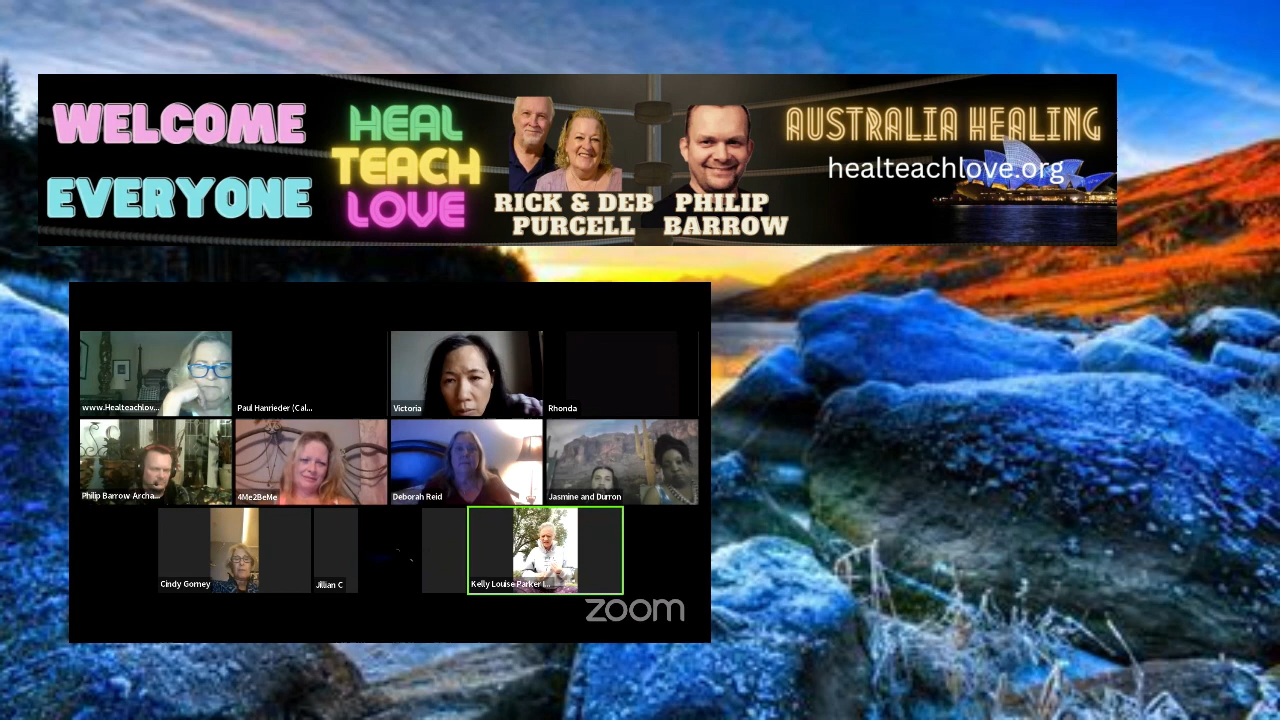 WELCOME
EVERYONE
HEAL
TEACH
LOVE
RICK & DEB
PURCELL
PHILIP
BARROW
AUSTRALIA HEALING
healteachlove.org
www.Healteachlov...
Paul Hanrieder (Cal...
Victoria
Rhonda
Philip Barrow Archa...
4Me2BeMe
Deborah Reid
Jasmine and Durron
Cindy Gorney
Jillian C
Kelly Louise Parker I...
zoom